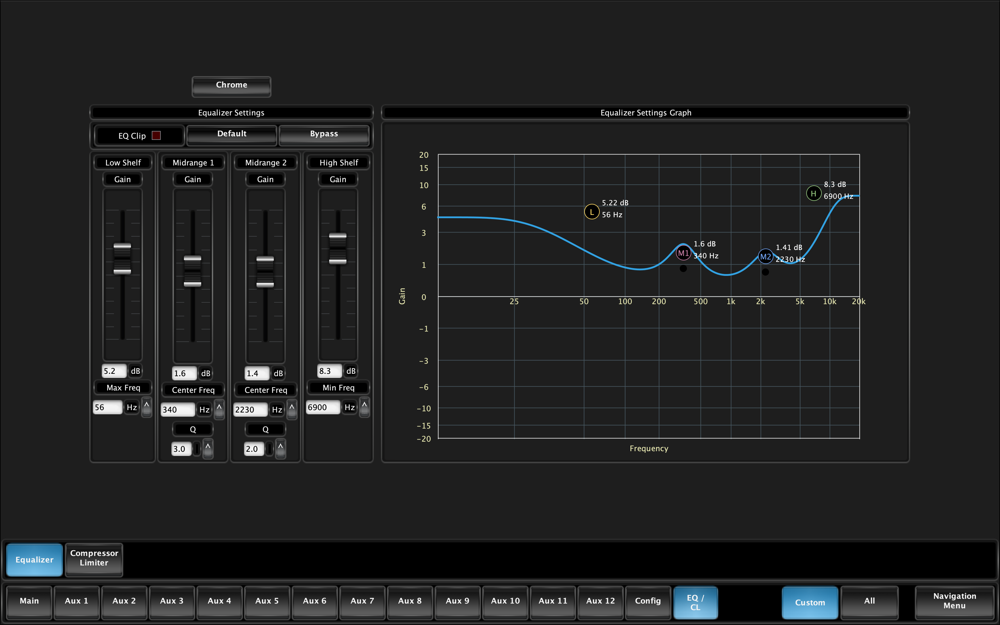 Chrome
Equalizer Settings
EQ Clip
Default
Bypass
Low Shelf
Midrange 1
Midrange 2
High Shelf
Gain
Gain
Gain
Gain
5.2 dB
1.6 dB
1.4 dB
8.3 dB
Max Freq
Center Freq
Center Freq
Min Freq
56 Hz ^
340 Hz ^
2230 Hz ^
6900 Hz ^
Q
Q
3.0 ^
2.0 ^
Equalizer Settings Graph
20
15
10
6
3
1
0
-1
-3
-6
-10
-15
-20
Gain
L
5.22 dB
56 Hz
M1
1.6 dB
340 Hz
M2
1.41 dB
2230 Hz
H
8.3 dB
6900 Hz
25 50 100 200 500 1k 2k 5k 10k 20k
Frequency
Equalizer
Compressor
Limiter
Main
Aux 1
Aux 2
Aux 3
Aux 4
Aux 5
Aux 6
Aux 7
Aux 8
Aux 9
Aux 10
Aux 11
Aux 12
Config
EQ /
CL
Custom
All
Navigation
Menu